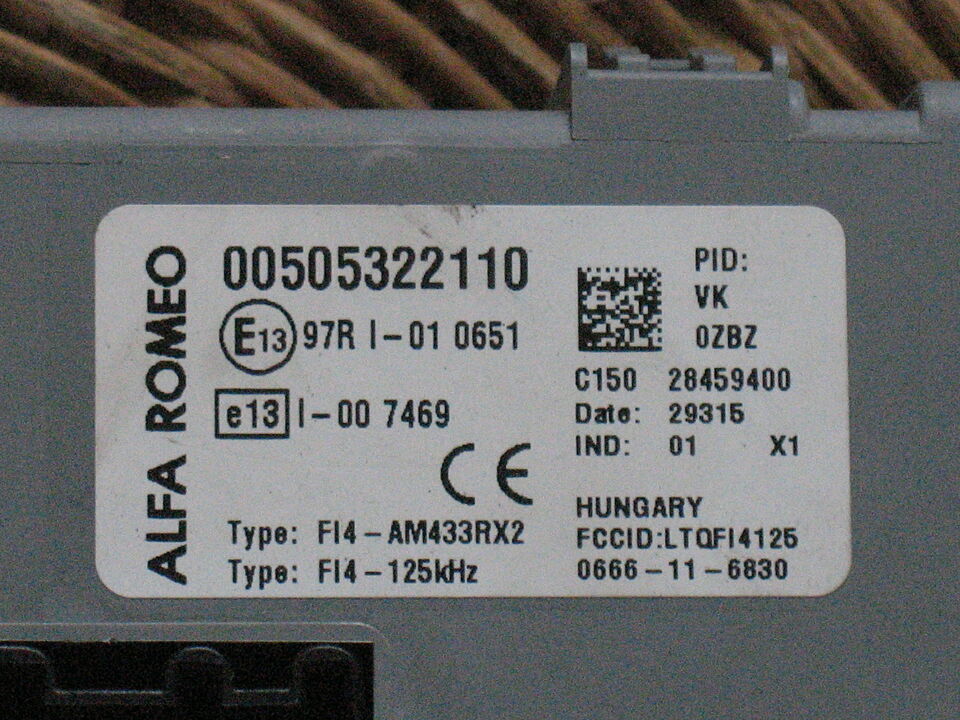 ALFA ROMEO
00505322110
E13 97R I-01 0651
e13 I-00 7469
CE
Type: FI4-AM433RX2
Type: FI4-125kHz
PID:
VK
0ZBZ
C150 28459400
Date: 29315
IND: 01 X1
HUNGARY
FCCID:LTQFI4125
0666-11-6830